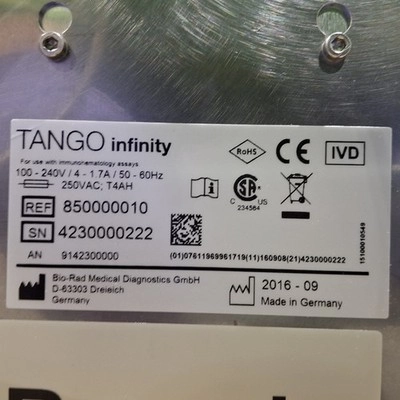 TANGO infinity
For use with immunohematology assays
100 - 240V / 4 - 1.7A / 50 - 60Hz
250VAC; T4AH
RoHS
CE
IVD
REF 850000010
SN 4230000222
AN 9142300000
C US
234584
(01)07611969961719(11)160908(21)4230000222
15100010549
Bio-Rad Medical Diagnostics GmbH
D-63303 Dreieich
Germany
2016 - 09
Made in Germany